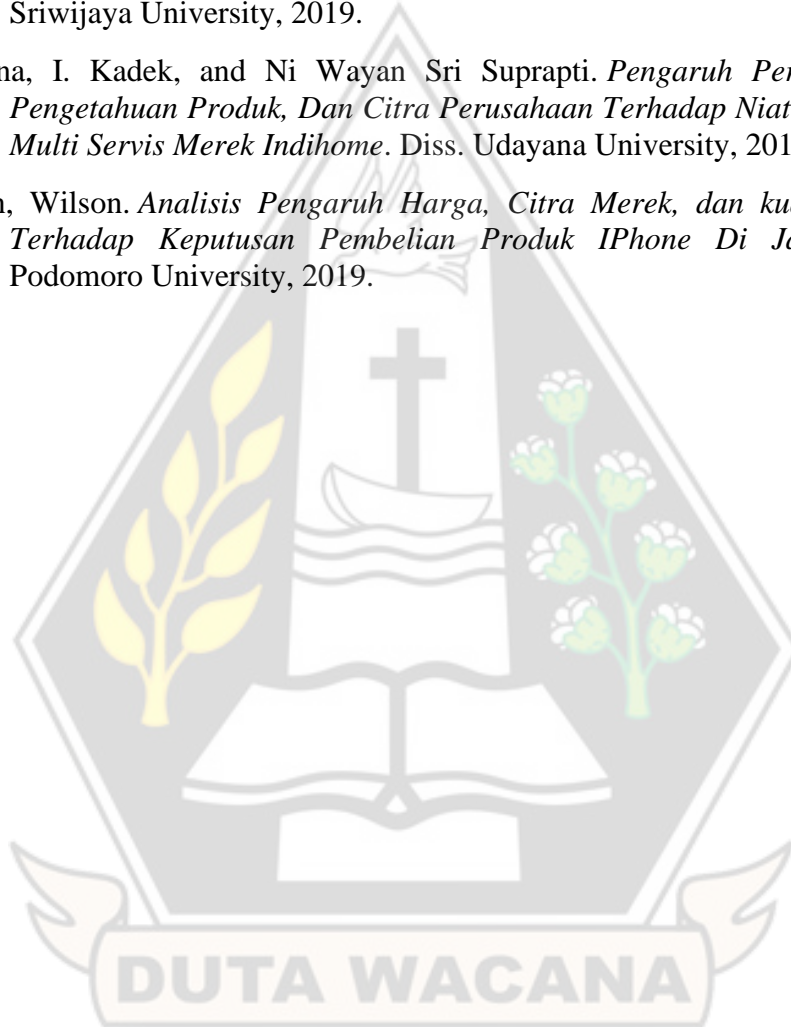 Sriwijaya University, 2019.
na, I. Kadek, and Ni Wayan Sri Suprapti. Pengaruh Per
Pengetahuan Produk, Dan Citra Perusahaan Terhadap Niat
Multi Servis Merek Indihome. Diss. Udayana University, 201
n, Wilson. Analisis Pengaruh Harga, Citra Merek, dan kua
Terhadap Keputusan Pembelian Produk IPhone Di Ja
Podomoro University, 2019.
DUTA WACANA